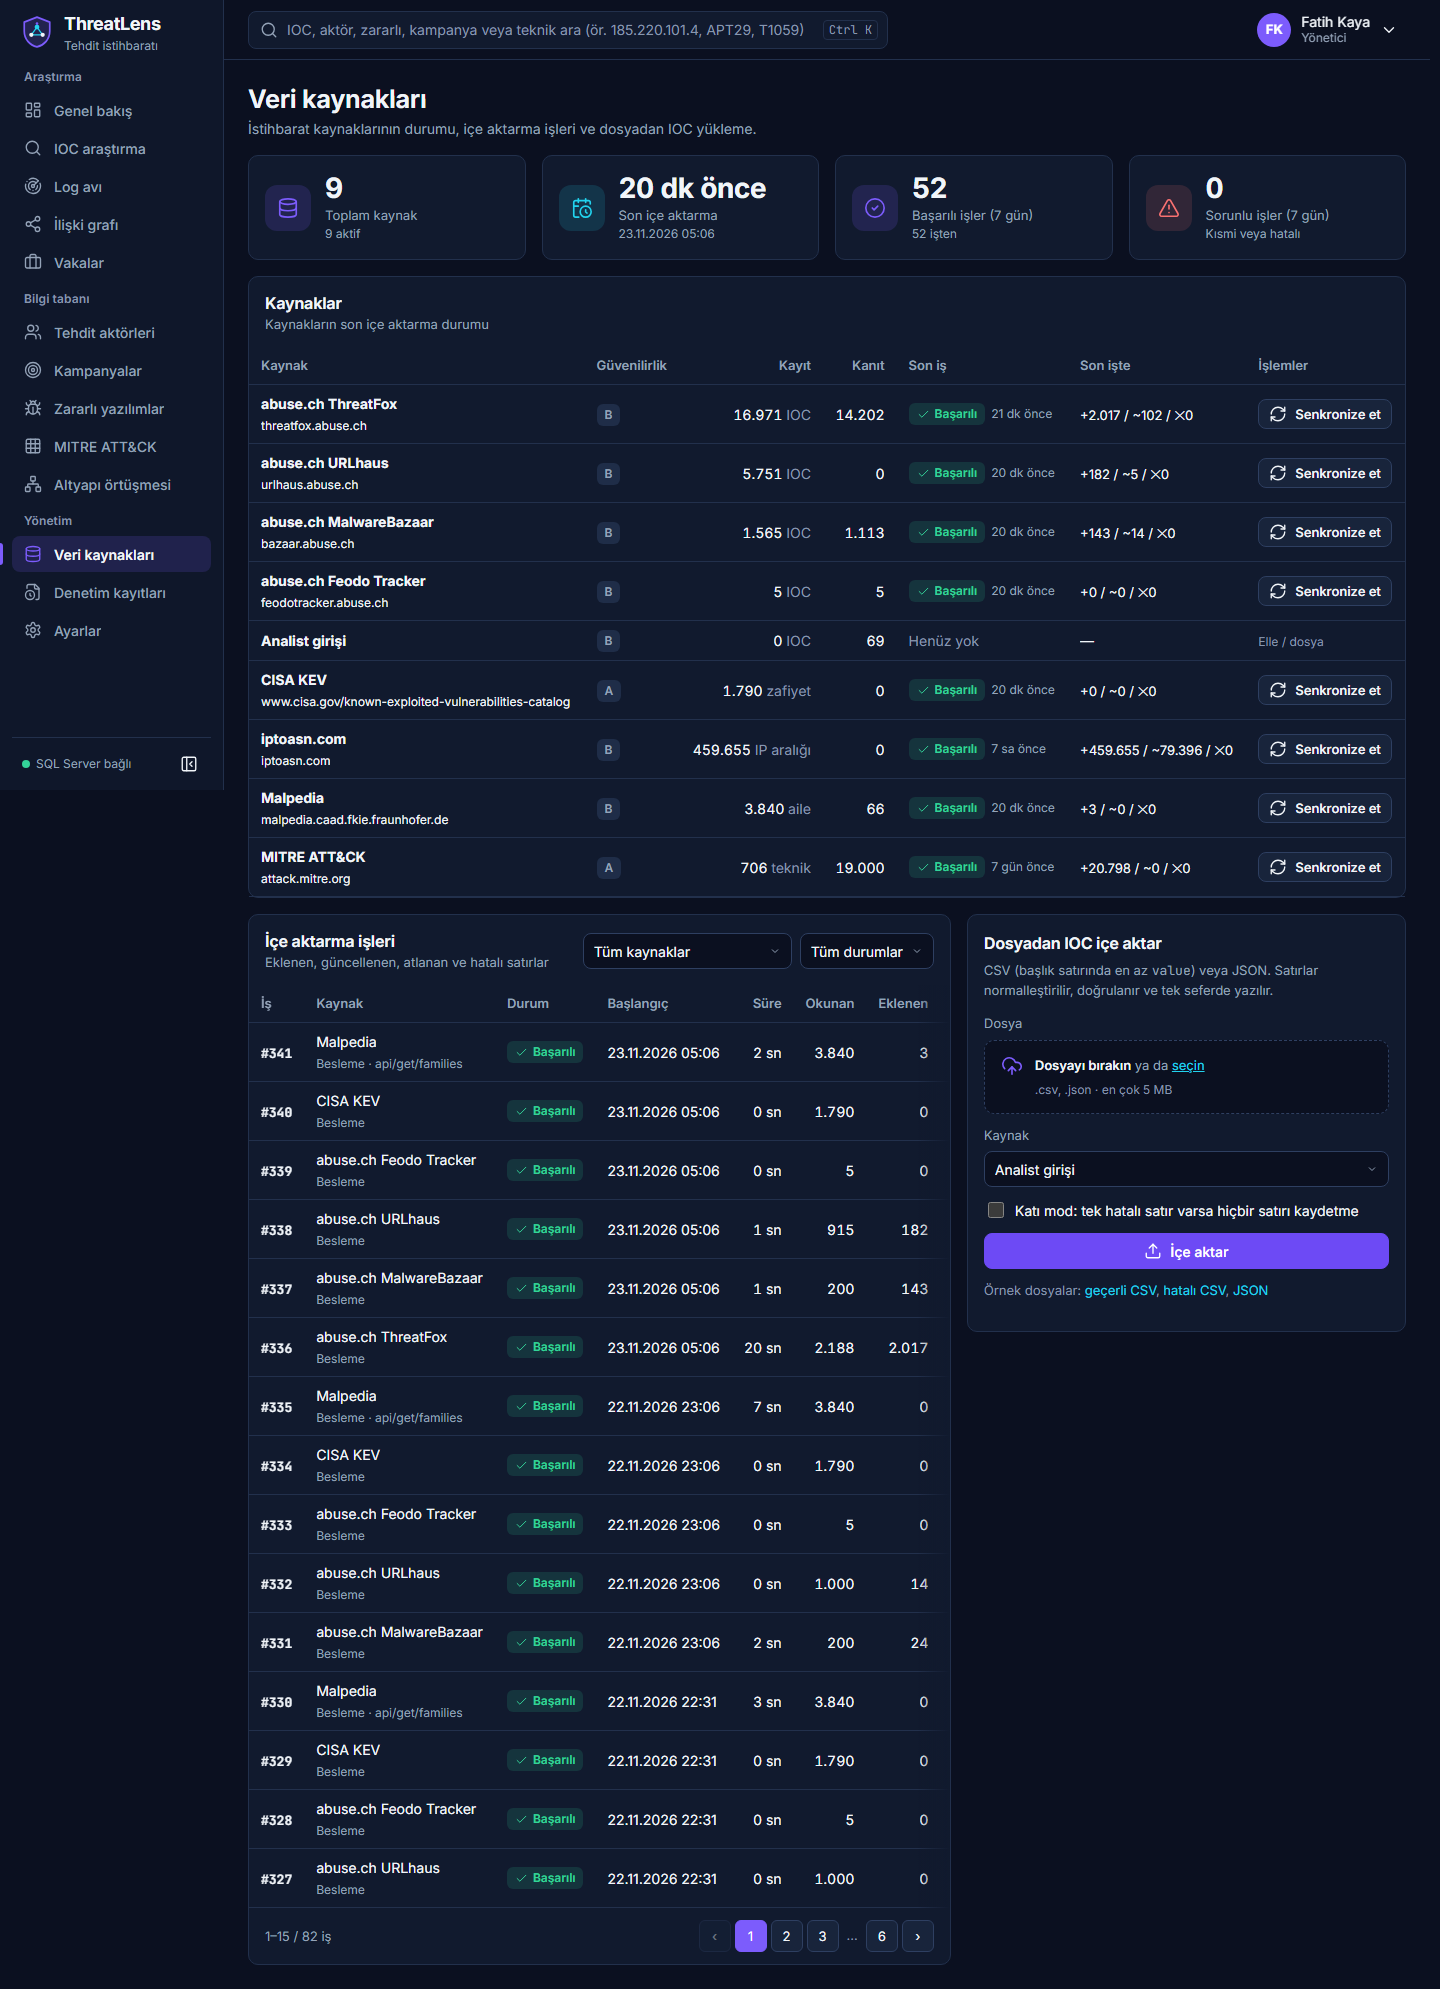 ThreatLens
Tehdit istihbaratı
IOC, aktör, zararlı, kampanya veya teknik ara (ör. 185.220.101.4, APT29, T1059)
Ctrl K
FK
Fatih Kaya
Yönetici
Araştırma
Genel bakış
IOC araştırma
Log avı
İlişki grafı
Vakalar
Bilgi tabanı
Tehdit aktörleri
Kampanyalar
Zararlı yazılımlar
MITRE ATT&CK
Altyapı örtüşmesi
Yönetim
Veri kaynakları
Denetim kayıtları
Ayarlar
SQL Server bağlı
Veri kaynakları
İstihbarat kaynaklarının durumu, içe aktarma işleri ve dosyadan IOC yükleme.
9
Toplam kaynak
9 aktif
20 dk önce
Son içe aktarma
23.11.2026 05:06
52
Başarılı işler (7 gün)
52 işten
0
Sorunlu işler (7 gün)
Kısmi veya hatalı
Kaynaklar
Kaynakların son içe aktarma durumu
Kaynak Güvenilirlik Kayıt Kanıt Son iş Son işte İşlemler
abuse.ch ThreatFox
threatfox.abuse.ch
B 16.971 IOC 14.202 Başarılı 21 dk önce +2.017 / ~102 / ×0 Senkronize et
abuse.ch URLhaus
urlhaus.abuse.ch
B 5.751 IOC 0 Başarılı 20 dk önce +182 / ~5 / ×0 Senkronize et
abuse.ch MalwareBazaar
bazaar.abuse.ch
B 1.565 IOC 1.113 Başarılı 20 dk önce +143 / ~14 / ×0 Senkronize et
abuse.ch Feodo Tracker
feodotracker.abuse.ch
B 5 IOC 5 Başarılı 20 dk önce +0 / ~0 / ×0 Senkronize et
Analist girişi B 0 IOC 69 Henüz yok — Elle / dosya
CISA KEV
www.cisa.gov/known-exploited-vulnerabilities-catalog
A 1.790 zafiyet 0 Başarılı 20 dk önce +0 / ~0 / ×0 Senkronize et
iptoasn.com
iptoasn.com
B 459.655 IP aralığı 0 Başarılı 7 sa önce +459.655 / ~79.396 / ×0 Senkronize et
Malpedia
malpedia.caad.fkie.fraunhofer.de
B 3.840 aile 66 Başarılı 20 dk önce +3 / ~0 / ×0 Senkronize et
MITRE ATT&CK
attack.mitre.org
A 706 teknik 19.000 Başarılı 7 gün önce +20.798 / ~0 / ×0 Senkronize et
İçe aktarma işleri
Eklenen, güncellenen, atlanan ve hatalı satırlar
Tüm kaynaklar
Tüm durumlar
İş Kaynak Durum Başlangıç Süre Okunan Eklenen
#341 Malpedia Başarılı 23.11.2026 05:06 2 sn 3.840 3
Besleme · api/get/families
#340 CISA KEV Başarılı 23.11.2026 05:06 0 sn 1.790 0
Besleme
#339 abuse.ch Feodo Tracker Başarılı 23.11.2026 05:06 0 sn 5 0
Besleme
#338 abuse.ch URLhaus Başarılı 23.11.2026 05:06 1 sn 915 182
Besleme
#337 abuse.ch MalwareBazaar Başarılı 23.11.2026 05:06 1 sn 200 143
Besleme
#336 abuse.ch ThreatFox Başarılı 23.11.2026 05:06 20 sn 2.188 2.017
Besleme
#335 Malpedia Başarılı 22.11.2026 23:06 7 sn 3.840 0
Besleme · api/get/families
#334 CISA KEV Başarılı 22.11.2026 23:06 0 sn 1.790 0
Besleme
#333 abuse.ch Feodo Tracker Başarılı 22.11.2026 23:06 0 sn 5 0
Besleme
#332 abuse.ch URLhaus Başarılı 22.11.2026 23:06 0 sn 1.000 14
Besleme
#331 abuse.ch MalwareBazaar Başarılı 22.11.2026 23:06 2 sn 200 24
Besleme
#330 Malpedia Başarılı 22.11.2026 22:31 3 sn 3.840 0
Besleme · api/get/families
#329 CISA KEV Başarılı 22.11.2026 22:31 0 sn 1.790 0
Besleme
#328 abuse.ch Feodo Tracker Başarılı 22.11.2026 22:31 0 sn 5 0
Besleme
#327 abuse.ch URLhaus Başarılı 22.11.2026 22:31 0 sn 1.000 0
Besleme
1–15 / 82 iş
‹ 1 2 3 ... 6 ›
Dosyadan IOC içe aktar
CSV (başlık satırında en az value) veya JSON. Satırlar
normalleştirilir, doğrulanır ve tek seferde yazılır.
Dosya
Dosyayı bırakın ya da seçin
.csv, .json · en çok 5 MB
Kaynak
Analist girişi
Katı mod: tek hatalı satır varsa hiçbir satırı kaydetme
İçe aktar
Örnek dosyalar: geçerli CSV, hatalı CSV, JSON